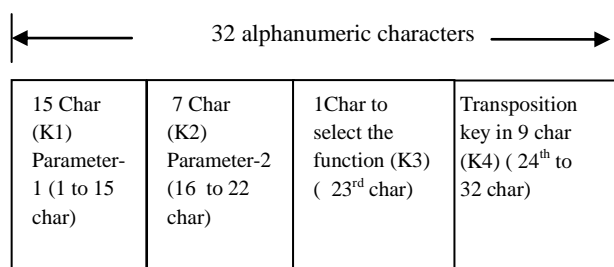 32 alphanumeric characters
15 Char
(K1)
Parameter-
1 (1 to 15
char)
7 Char
(K2)
Parameter-2
(16 to 22
char)
1Char to
select the
function (K3)
( 23rd char)
Transposition
key in 9 char
(K4) ( 24th to
32 char)